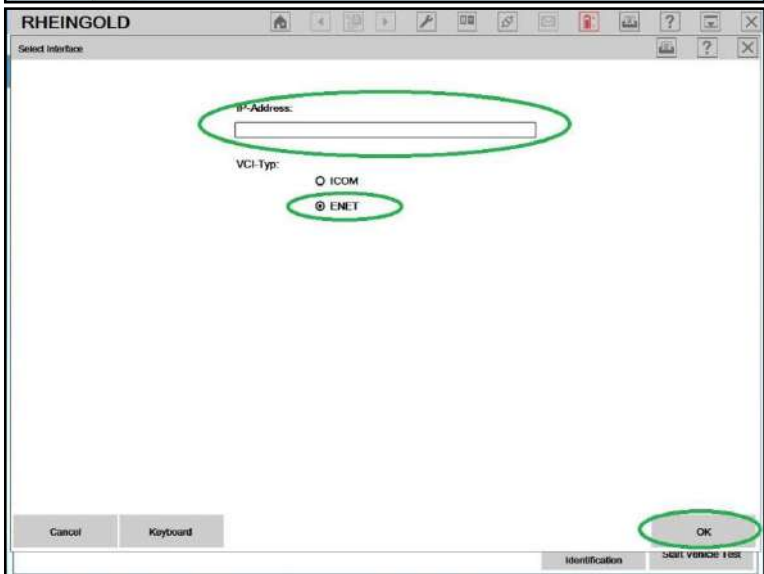 RHEINGOLD
Select Interface
IP-Address:
VCI-Typ:
ICOM
ENET
Cancel
Keyboard
OK
Identification
Start Vehicle Test